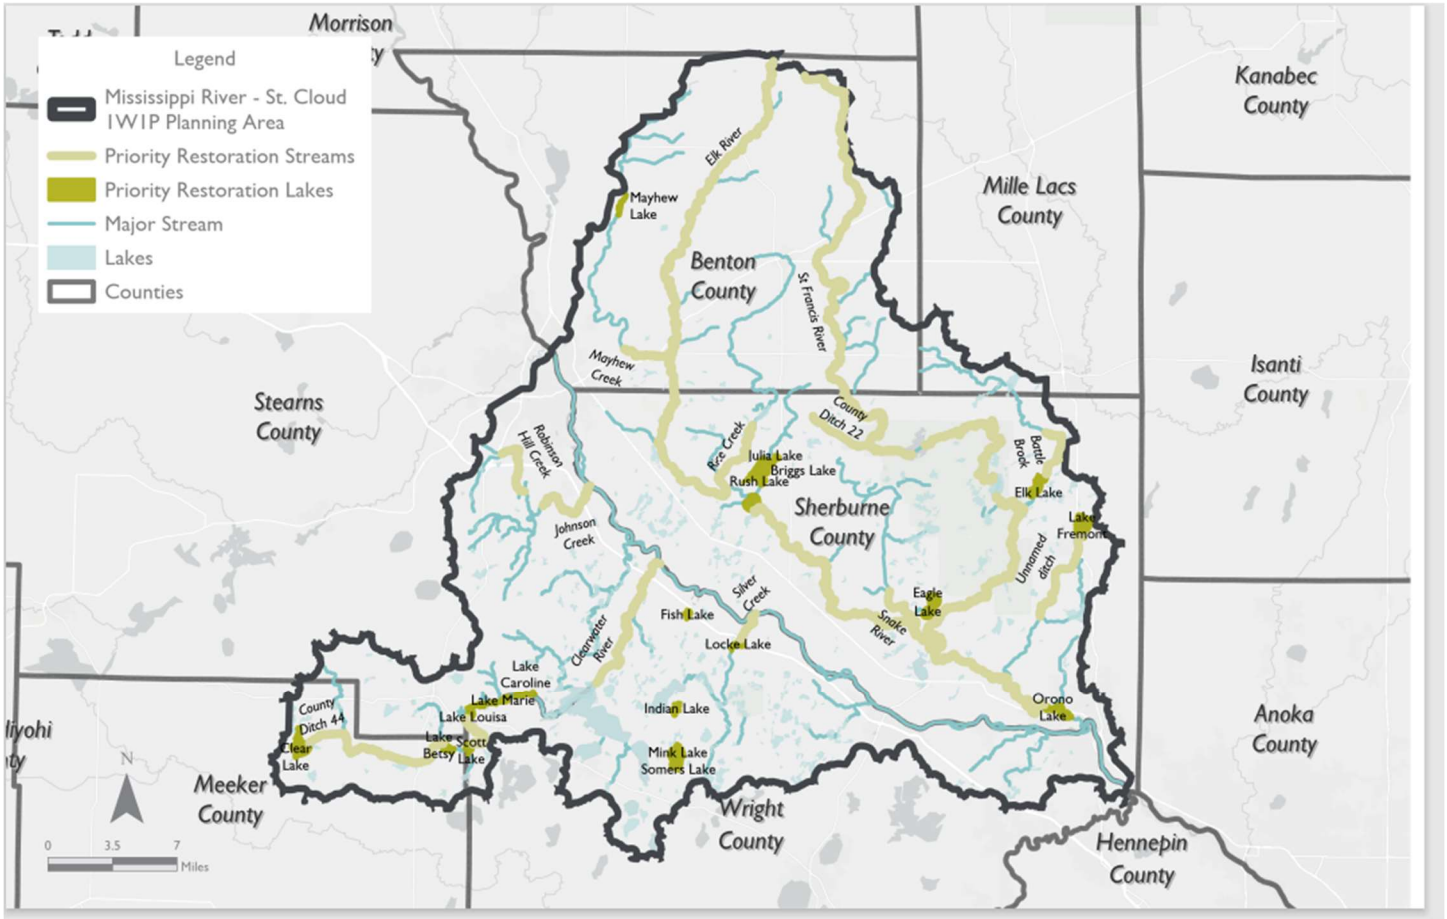 Morrison
ty
Legend
Mississippi River - St. Cloud
1W1P Planning Area
Priority Restoration Streams
Priority Restoration Lakes
Major Stream
Lakes
Counties
Kanabec
County
Mille Lacs
County
Elk River
Mayhew
Lake
Benton
County
St Francis River
Mayhew
Creek
Isanti
County
Stearns
County
County
Ditch 22
Robinson
Hill Creek
Rice Creek
Battle
Brook
Julia Lake
Briggs Lake
Rush Lake
Elk Lake
Sherburne
County
Lake
Fremont
Johnson
Creek
Unnamed
ditch
Silver
Creek
Eagle
Lake
Fish Lake
Snake
River
Clearwater
River
Locke Lake
Lake
Caroline
Lake Marie
Lake Louisa
Indian Lake
Orono
Lake
County
Ditch 44
Lake
Betsy
Scott
Lake
Clear
Lake
Mink Lake
Somers Lake
Anoka
County
liyohi
ty
N
Meeker
County
Wright
County
Hennepin
County
0 3.5 7
Miles